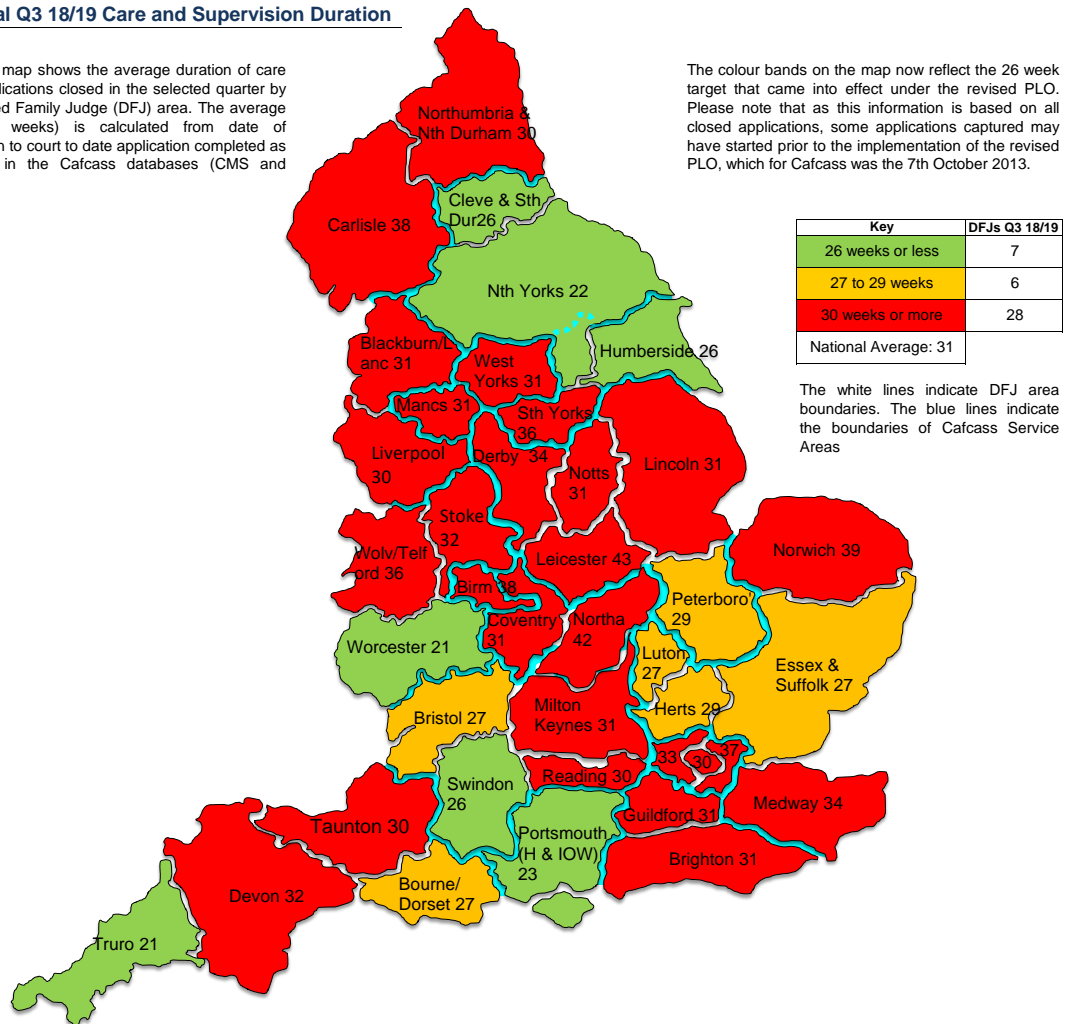 al Q3 18/19 Care and Supervision Duration
map shows the average duration of care
lications closed in the selected quarter by
ed Family Judge (DFJ) area. The average
weeks) is calculated from date of
n to court to date application completed as
in the Cafcass databases (CMS and
The colour bands on the map now reflect the 26 week
target that came into effect under the revised PLO.
Please note that as this information is based on all
closed applications, some applications captured may
have started prior to the implementation of the revised
PLO, which for Cafcass was the 7th October 2013.
Key DFJs Q3 18/19
26 weeks or less 7
27 to 29 weeks 6
30 weeks or more 28
National Average: 31
The white lines indicate DFJ area
boundaries. The blue lines indicate
the boundaries of Cafcass Service
Areas
Northumbria &
Nth Durham 30
Carlisle 38
Cleve & Sth
Dur26
Nth Yorks 22
Humberside 26
Blackburn/L
anc 31
West
Yorks 31
Mancs 31
Sth Yorks
36
Liverpool
30
Derby 34
Notts
31
Lincoln 31
Stoke
32
Wolv/Telf
ord 36
Leicester 43
Norwich 39
Birm 38
Peterboro'
29
Coventry
31
Northa
42
Worcester 21
Luton
27
Essex &
Suffolk 27
Bristol 27
Milton
Keynes 31
Herts 29
33
30
37
Swindon
26
Reading 30
Medway 34
Guildford 31
Taunton 30
Portsmouth
(H & IOW)
23
Brighton 31
Bourne/
Dorset 27
Devon 32
Truro 21